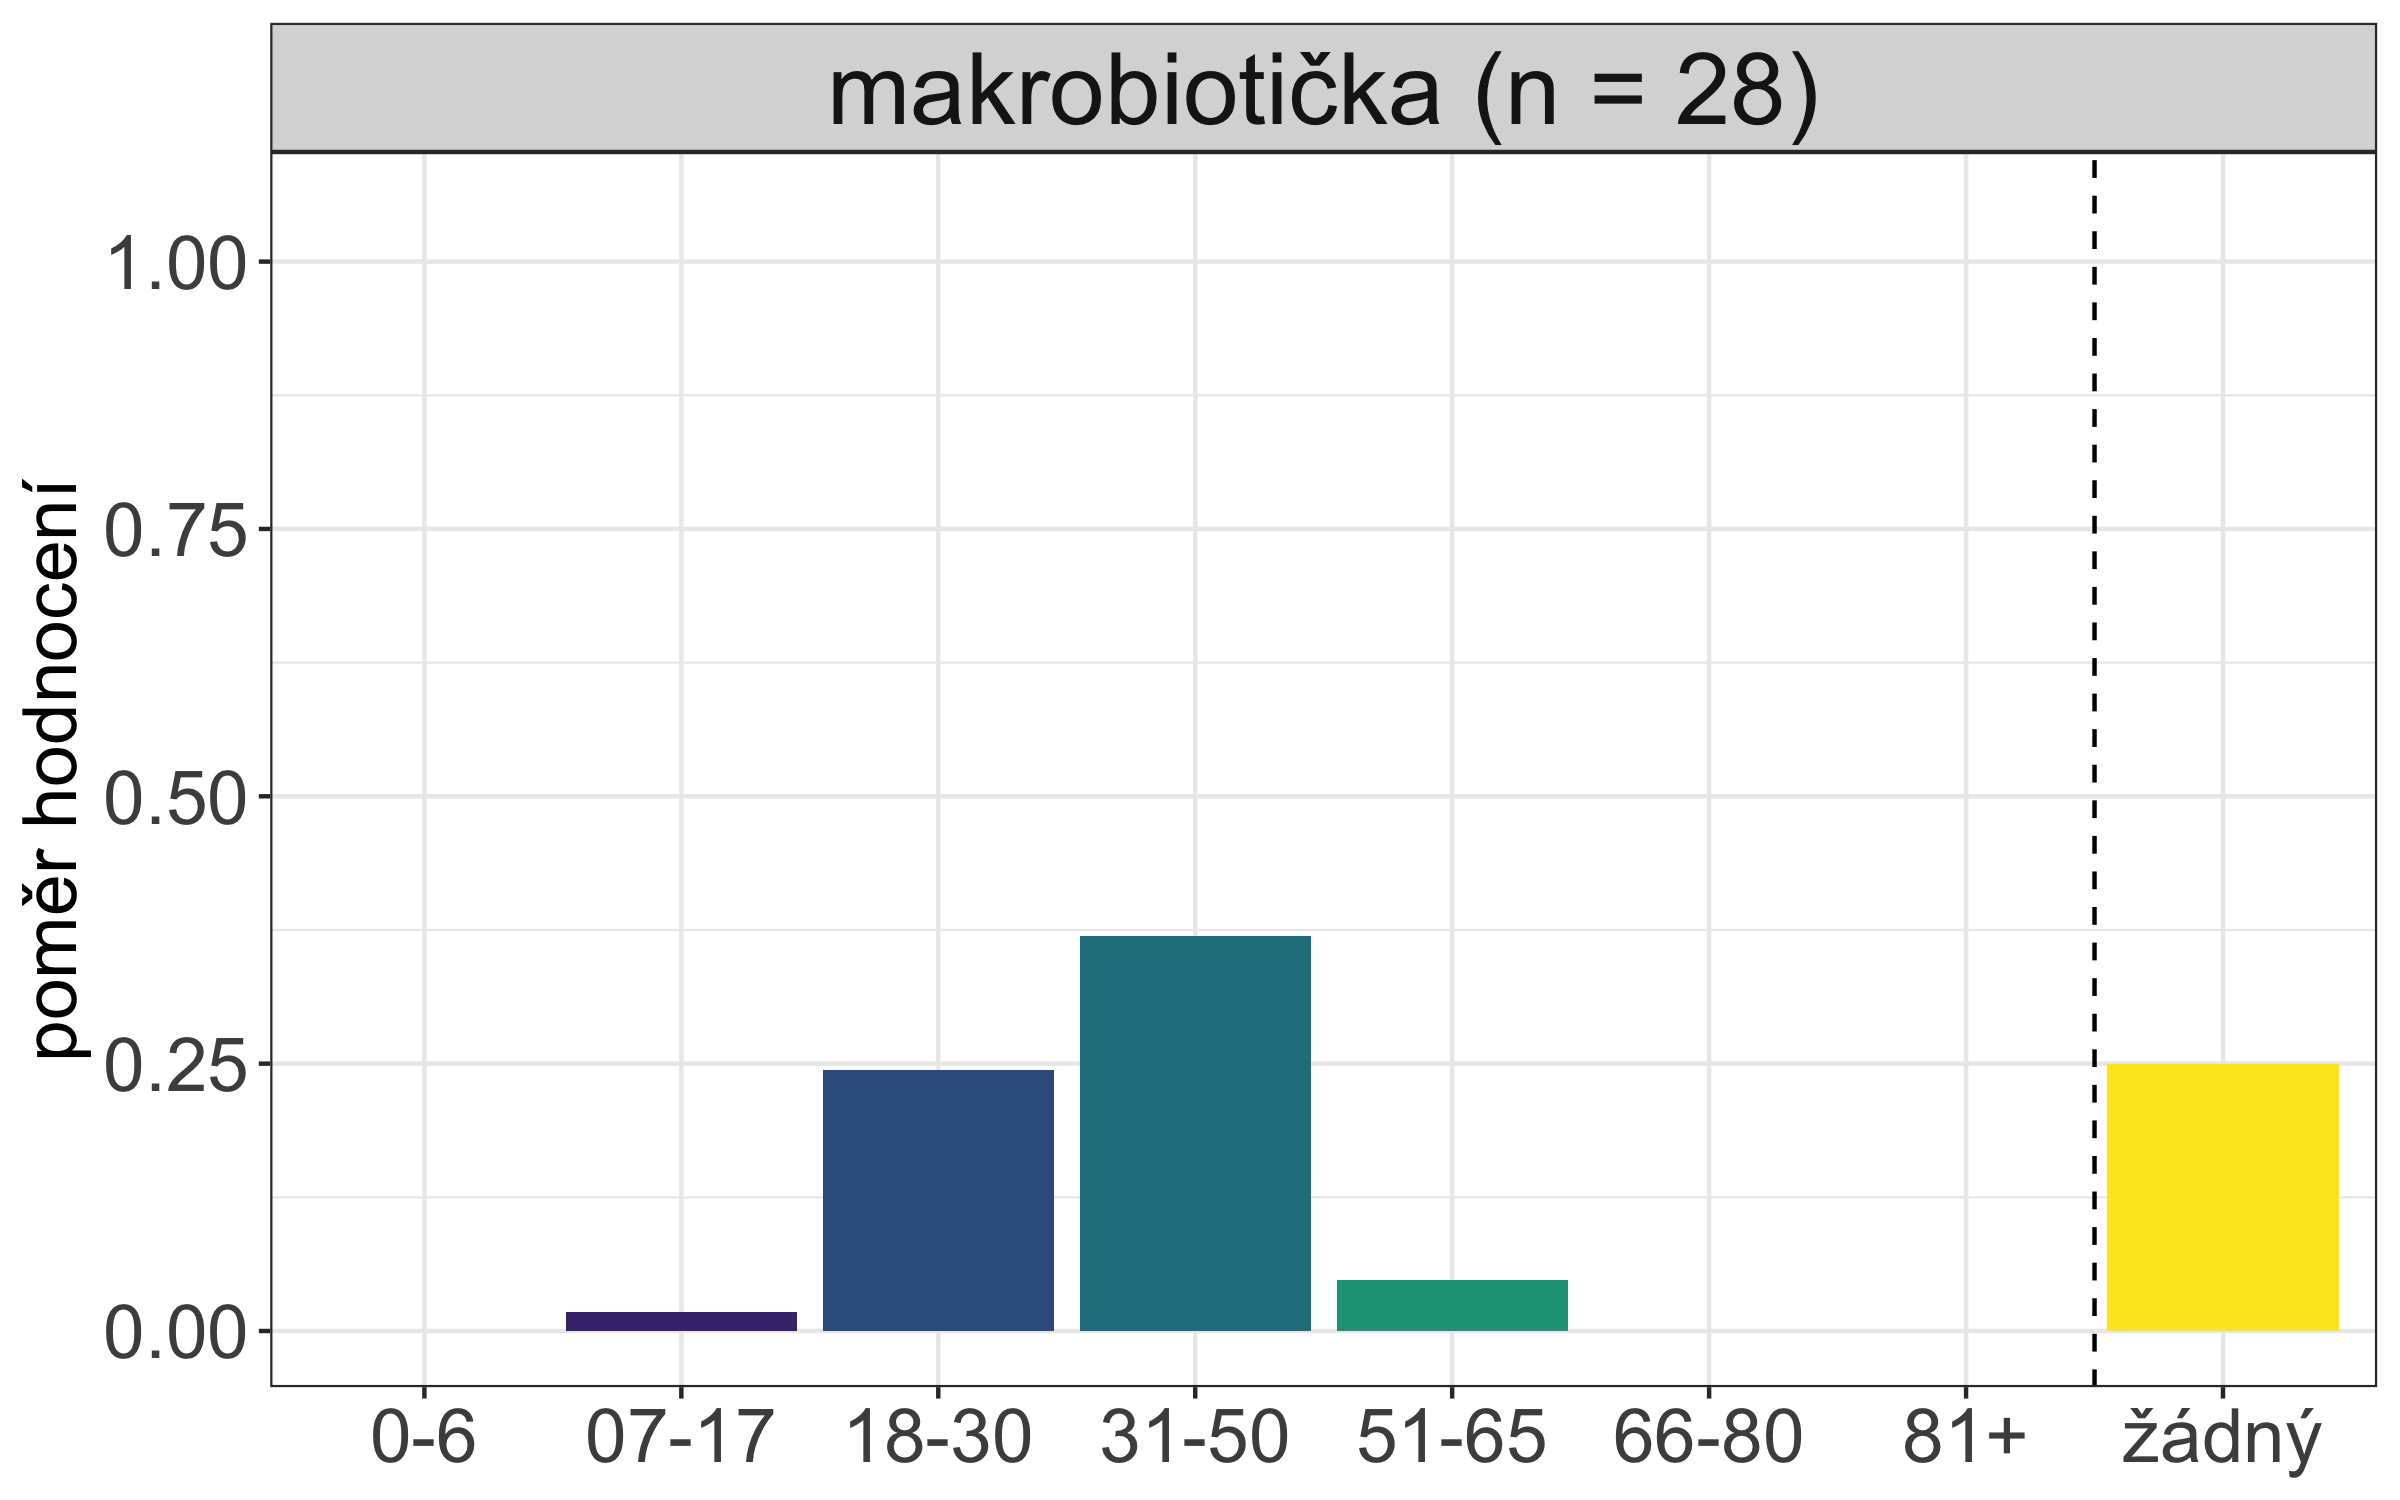 makrobiotička (n = 28)
poměr hodnocení
1.00
0.75
0.50
0.25
0.00
0-6 07-17 18-30 31-50 51-65 66-80 81+ žádný